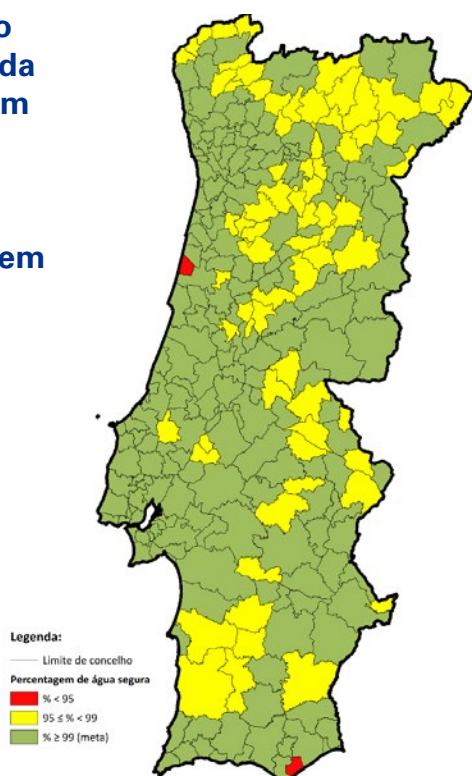 o
da
m
em
Legenda:
Limite de concelho
Percentagem de água segura
% < 95
95 ≤ % < 99
% ≥ 99 (meta)